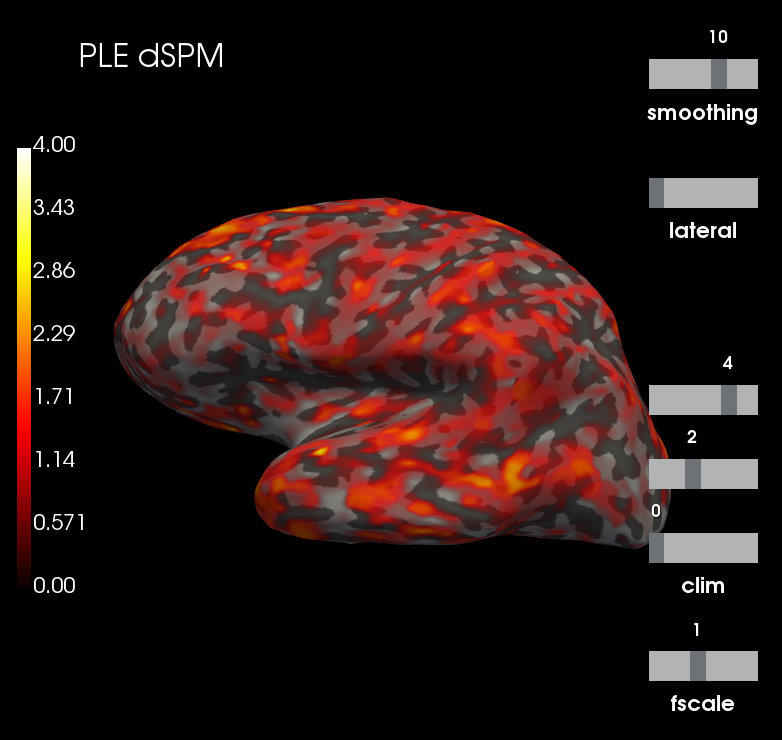 PLE dSPM
4.00
3.43
2.86
2.29
1.71
1.14
0.571
0.00
10
smoothing
lateral
4
2
0
clim
1
fscale